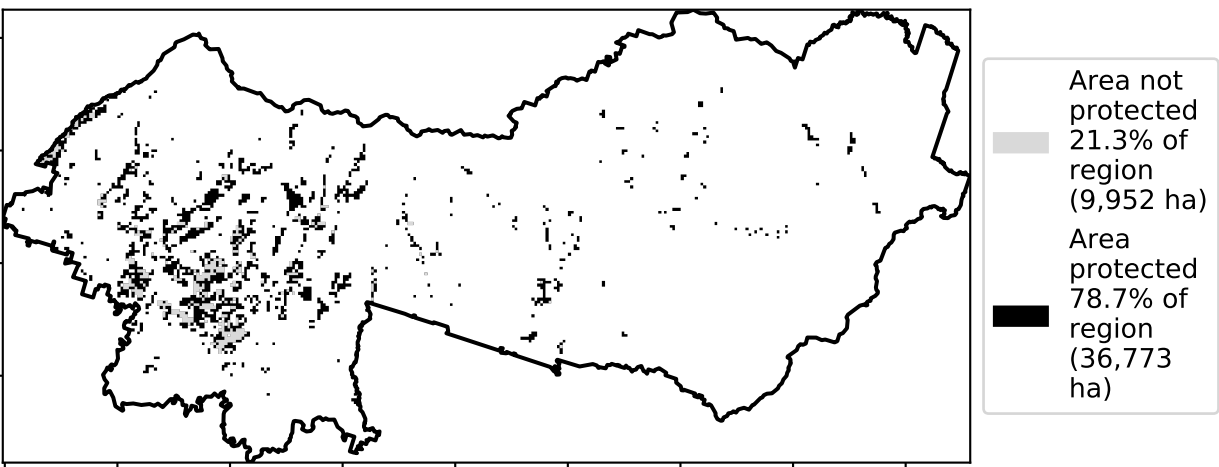 Area not
protected
21.3% of
region
(9,952 ha)
Area
protected
78.7% of
region
(36,773
ha)